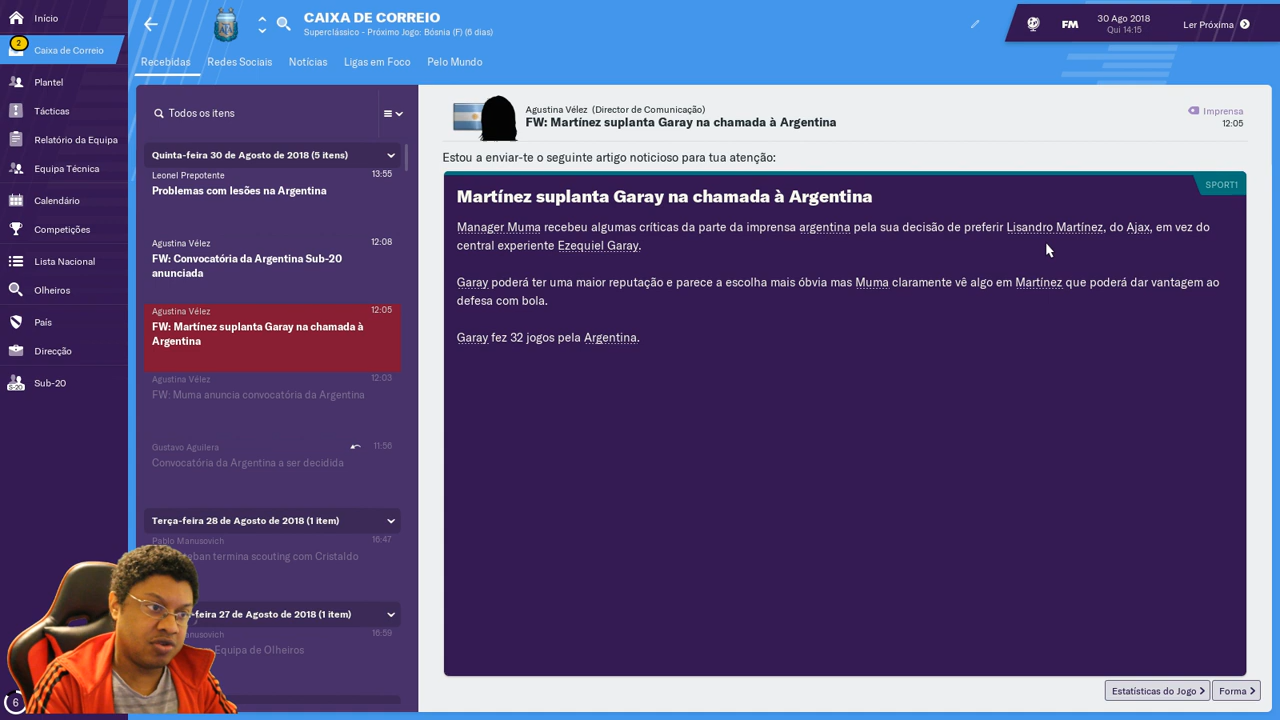 Início
2
Caixa de Correio
Plantel
Tácticas
Relatório da Equipa
Equipa Técnica
Calendário
Competições
Lista Nacional
Olheiros
País
Direcção
S-20
Sub-20
6
AFA
CAIXA DE CORREIO
Superclássico - Próximo Jogo: Bósnia (F) (6 dias)
FM
30 Ago 2018
Qui 14:15
Ler Próxima
Recebidas
Redes Sociais
Notícias
Ligas em Foco
Pelo Mundo
Todos os itens
Quinta-feira 30 de Agosto de 2018 (5 itens)
Leonel Prepotente 13:55
Problemas com lesões na Argentina
Agustina Vélez 12:08
FW: Convocatória da Argentina Sub-20
anunciada
Agustina Vélez 12:05
FW: Martínez suplanta Garay na chamada à
Argentina
Agustina Vélez 12:03
FW: Muma anuncia convocatória da Argentina
Gustavo Aguilera 11:56
Convocatória da Argentina a ser decidida
Terça-feira 28 de Agosto de 2018 (1 item)
Pablo Manusovich 16:47
teban termina scouting com Cristaldo
-feira 27 de Agosto de 2018 (1 item)
anusovich 16:59
Equipa de Olheiros
Agustina Vélez (Director de Comunicação)
FW: Martínez suplanta Garay na chamada à Argentina
Imprensa
12:05
Estou a enviar-te o seguinte artigo noticioso para tua atenção:
SPORT1
Martínez suplanta Garay na chamada à Argentina
Manager Muma recebeu algumas críticas da parte da imprensa argentina pela sua decisão de preferir Lisandro Martínez, do Ajax, em vez do
central experiente Ezequiel Garay.
Garay poderá ter uma maior reputação e parece a escolha mais óbvia mas Muma claramente vê algo em Martínez que poderá dar vantagem ao
defesa com bola.
Garay fez 32 jogos pela Argentina.
Estatísticas do Jogo
Forma